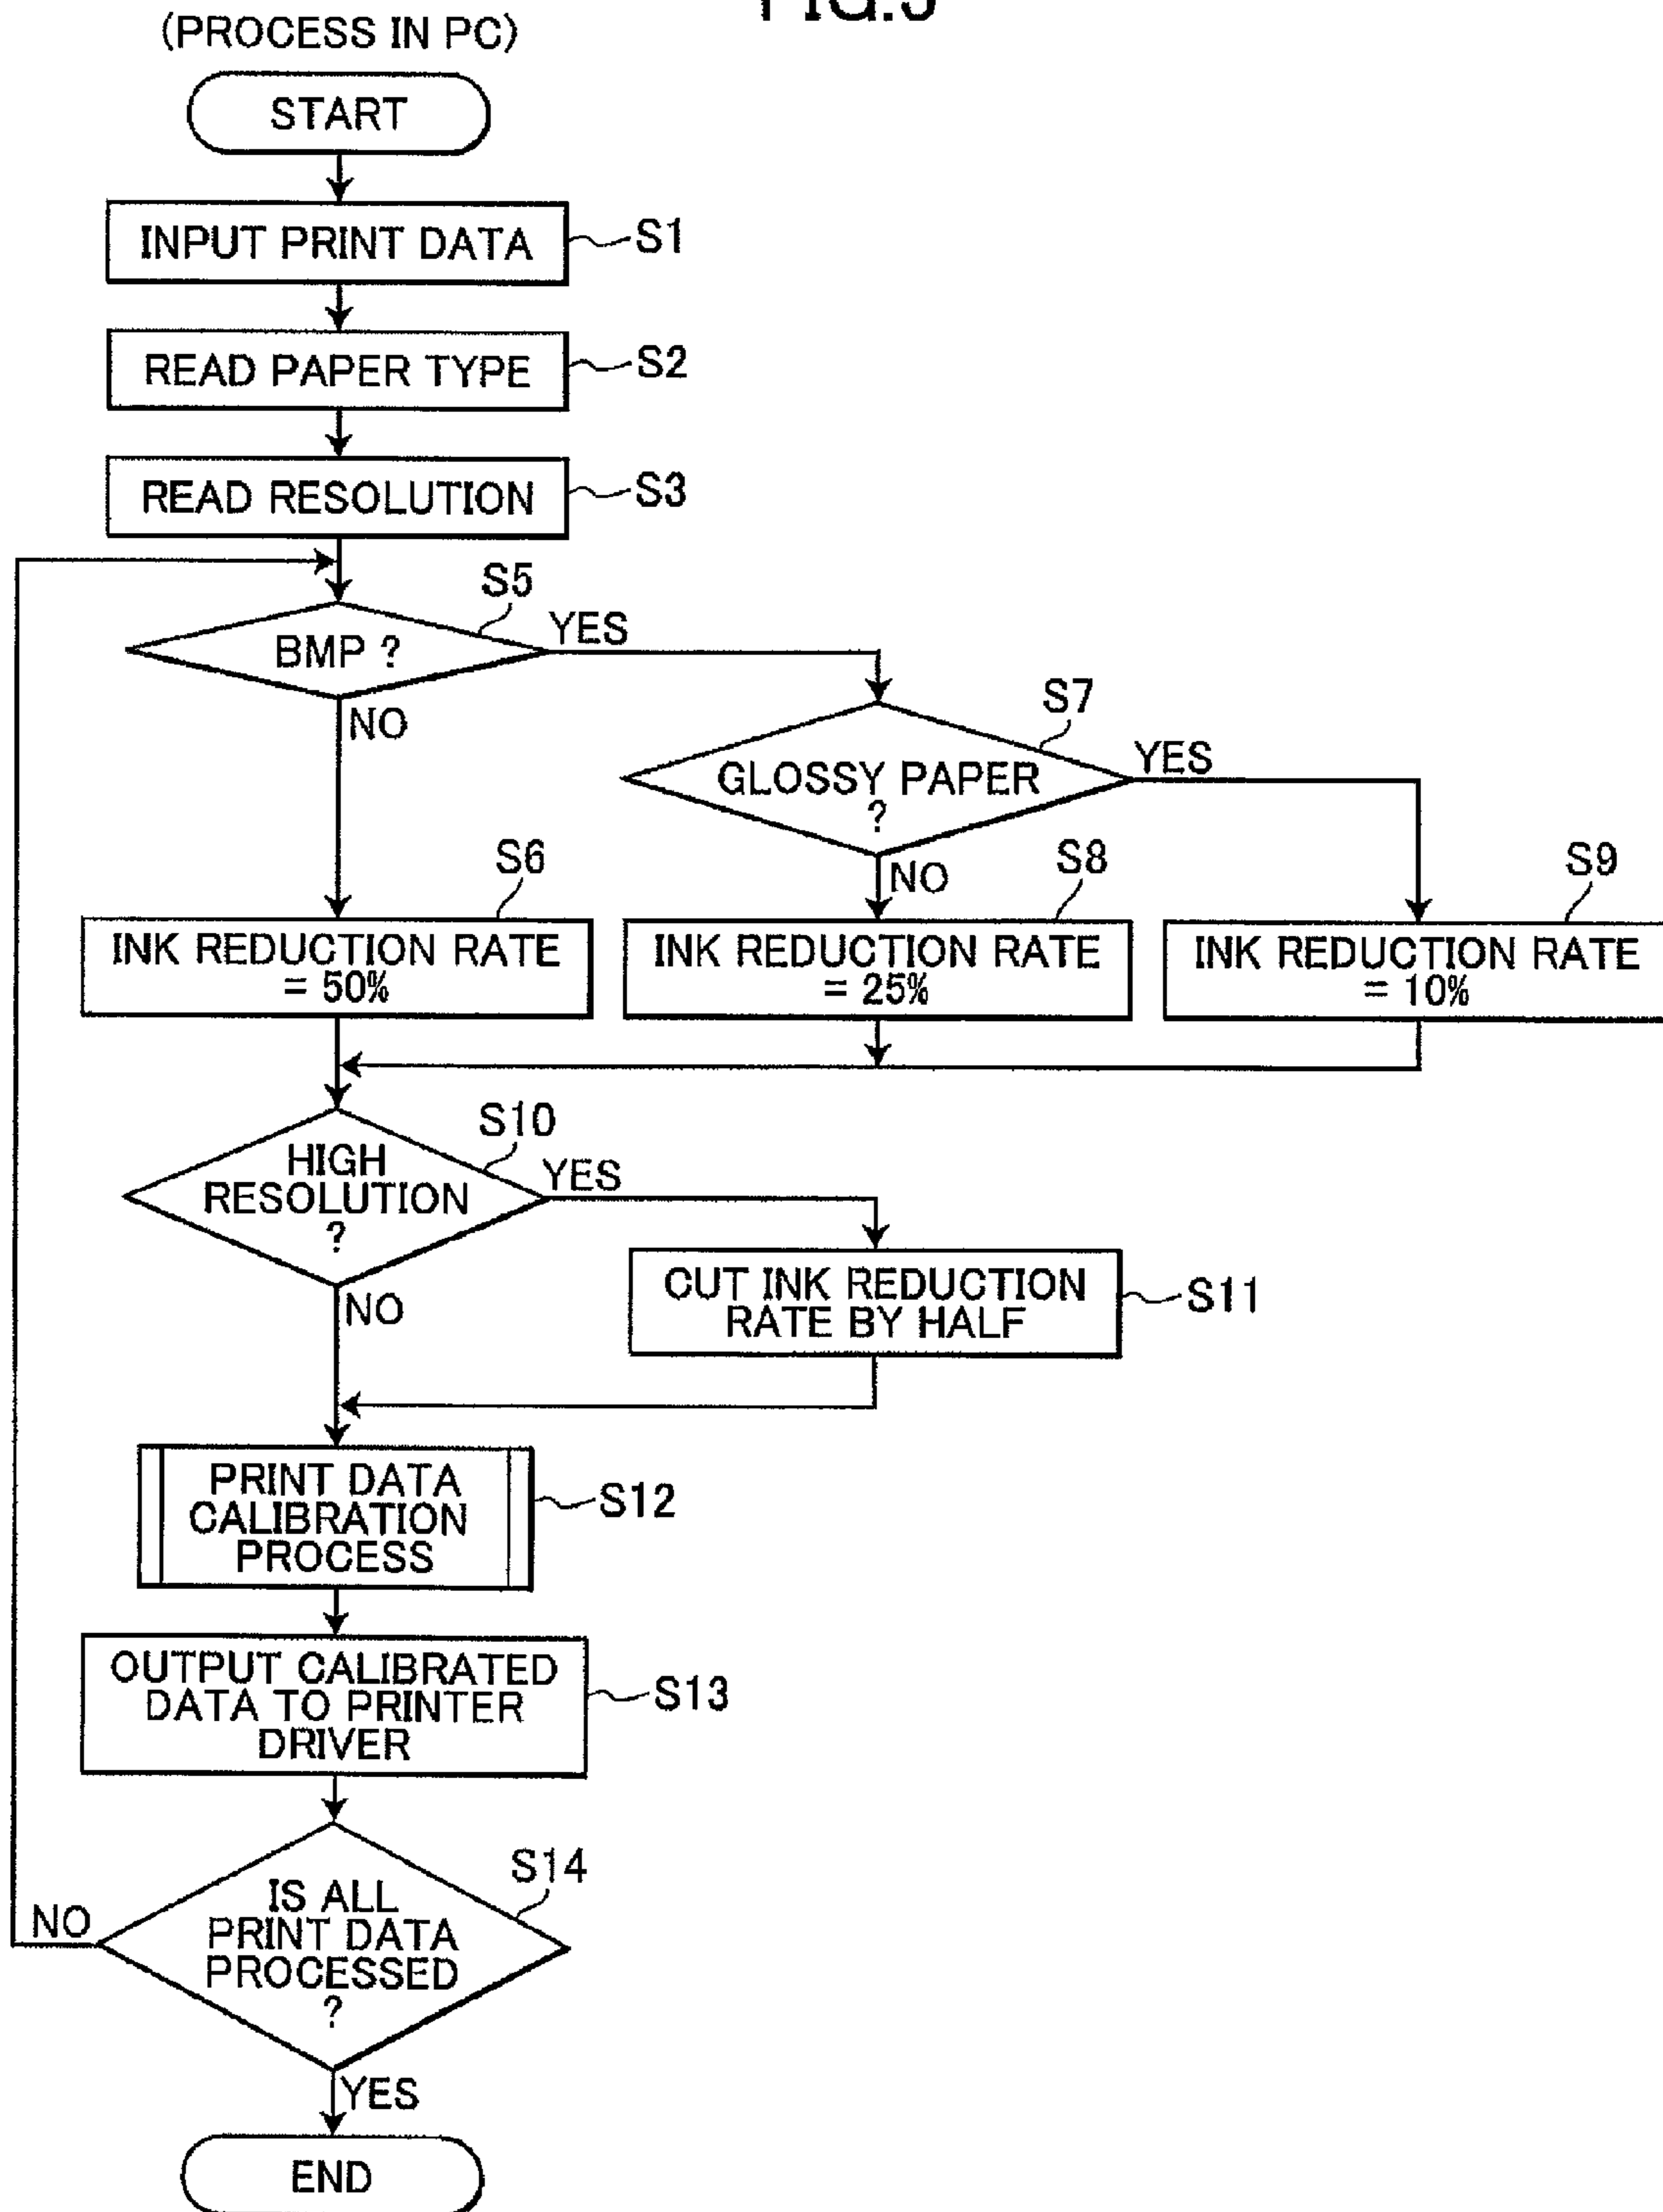 FIG.
(PROCESS IN PC)
START
INPUT PRINT DATA
S1
READ PAPER TYPE
S2
READ RESOLUTION
S3
S5
BMP ?
YES
NO
S7
GLOSSY PAPER
?
YES
NO
S6
INK REDUCTION RATE
= 50%
S8
INK REDUCTION RATE
= 25%
S9
INK REDUCTION RATE
= 10%
S10
HIGH
RESOLUTION
?
YES
NO
CUT INK REDUCTION
RATE BY HALF
S11
PRINT DATA
CALIBRATION
PROCESS
S12
OUTPUT CALIBRATED
DATA TO PRINTER
DRIVER
S13
S14
IS ALL
PRINT DATA
PROCESSED
?
NO
YES
END